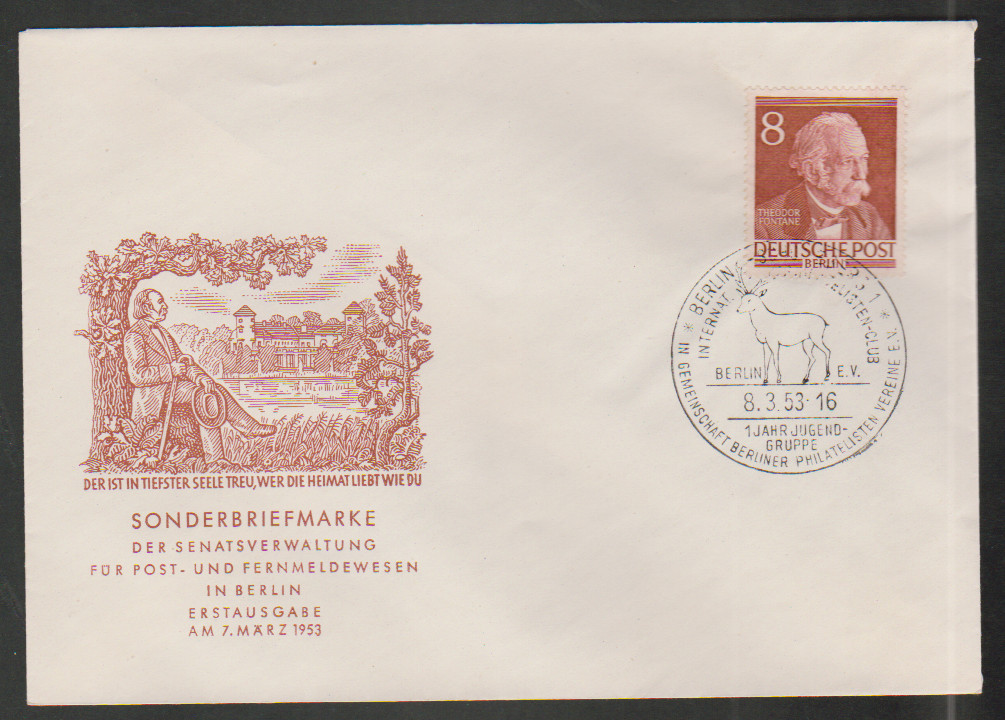 8
THEODOR
FONTANE
DEUTSCHE POST
BERLIN
BERLIN
INTERNAT.
LISTEN-CLUB
BERLIN E.V.
8.3.53-16
1 JAHR JUGEND-
GRUPPE
* IN GEMEINSCHAFT BERLINER PHILATELISTEN VEREINE E.V. *
DER IST IN TIEFSTER SEELE TREU, WER DIE HEIMAT LIEBT WIE DU
SONDERBRIEFMARKE
DER SENATSVERWALTUNG
FÜR POST- UND FERNMELDEWESEN
IN BERLIN
ERSTAUSGABE
AM 7. MÄRZ 1953